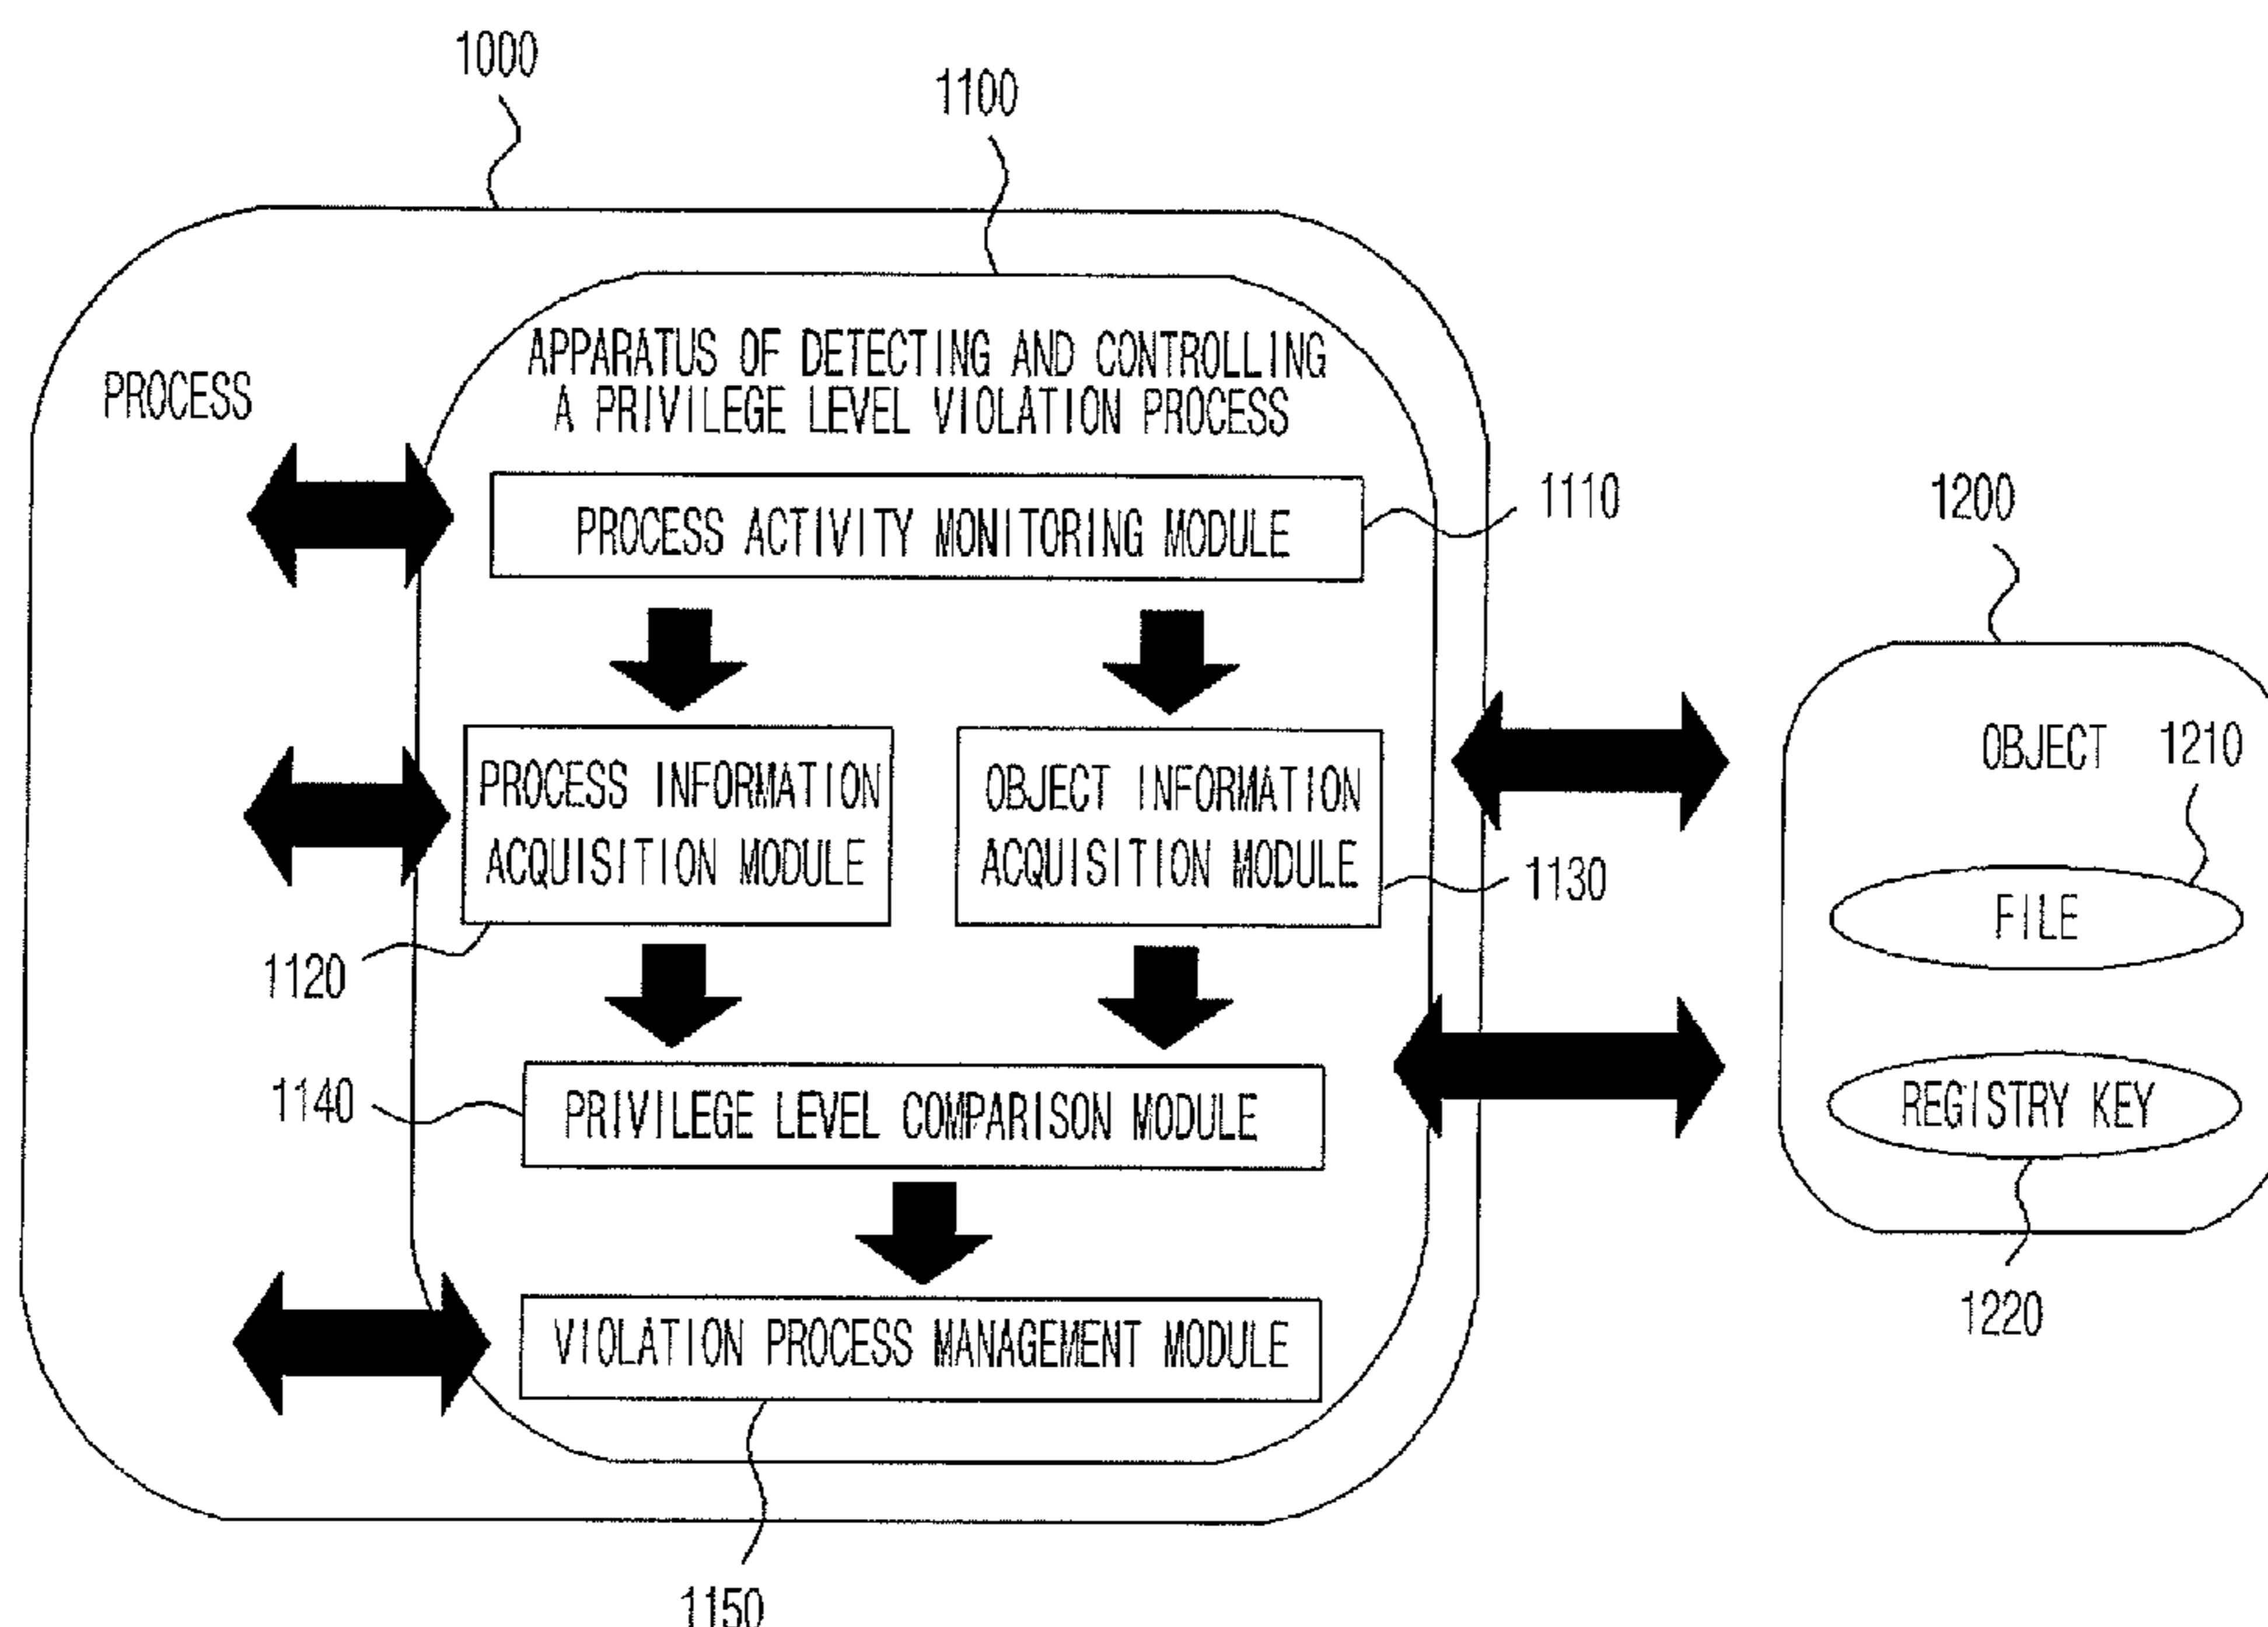 1000
1100
APPARATUS OF DETECTING AND CONTROLLING
A PRIVILEGE LEVEL VIOLATION PROCESS
PROCESS
PROCESS ACTIVITY MONITORING MODULE
1110
1200
PROCESS INFORMATION
ACQUISITION MODULE
OBJECT INFORMATION
ACQUISITION MODULE
OBJECT
1210
1130
FILE
1120
1140
PRIVILEGE LEVEL COMPARISON MODULE
REGISTRY KEY
VIOLATION PROCESS MANAGEMENT MODULE
1220
1150